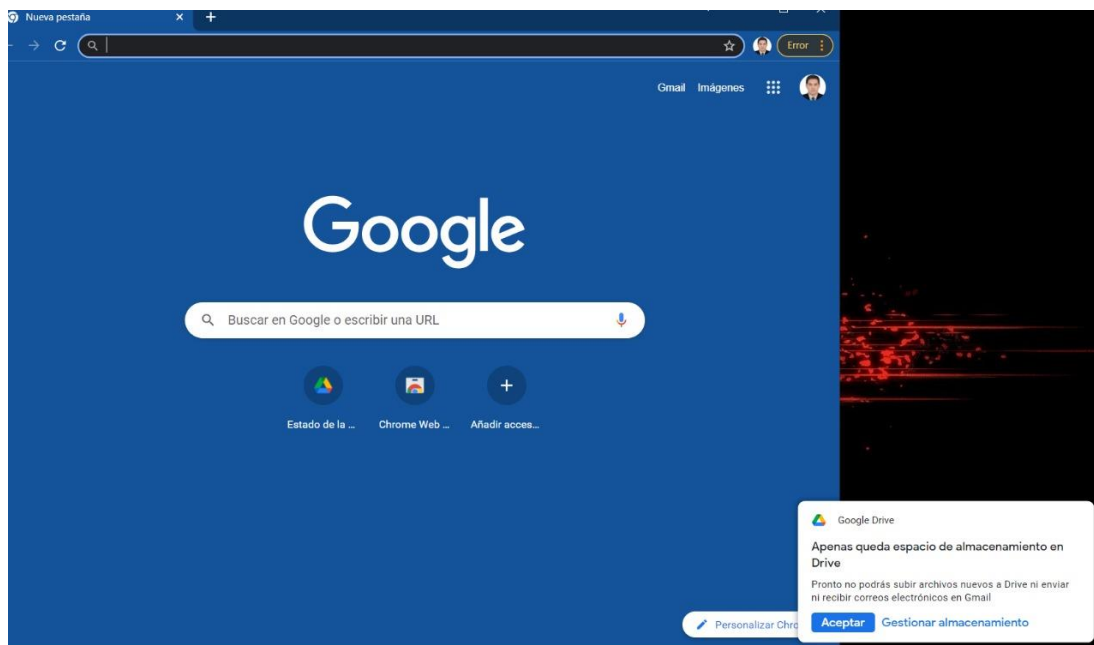 Nueva pestaña
Error
Gmail Imágenes
Google
Buscar en Google o escribir una URL
Estado de la ... Chrome Web ... Añadir acces...
Google Drive
Apenas queda espacio de almacenamiento en
Drive
Pronto no podrás subir archivos nuevos a Drive ni enviar
ni recibir correos electrónicos en Gmail
Aceptar Gestionar almacenamiento
Personalizar Chro